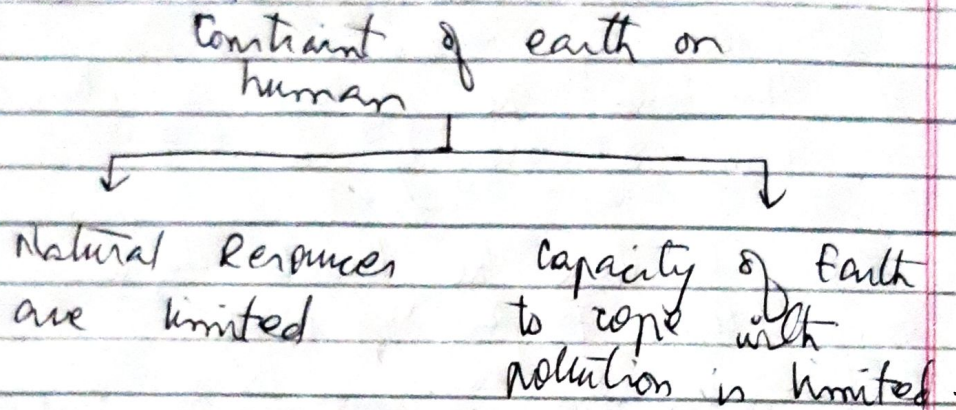 Constraint of earth on
human
Natural Resources
are limited
Capacity of Earth
to cope with
pollution is limited.